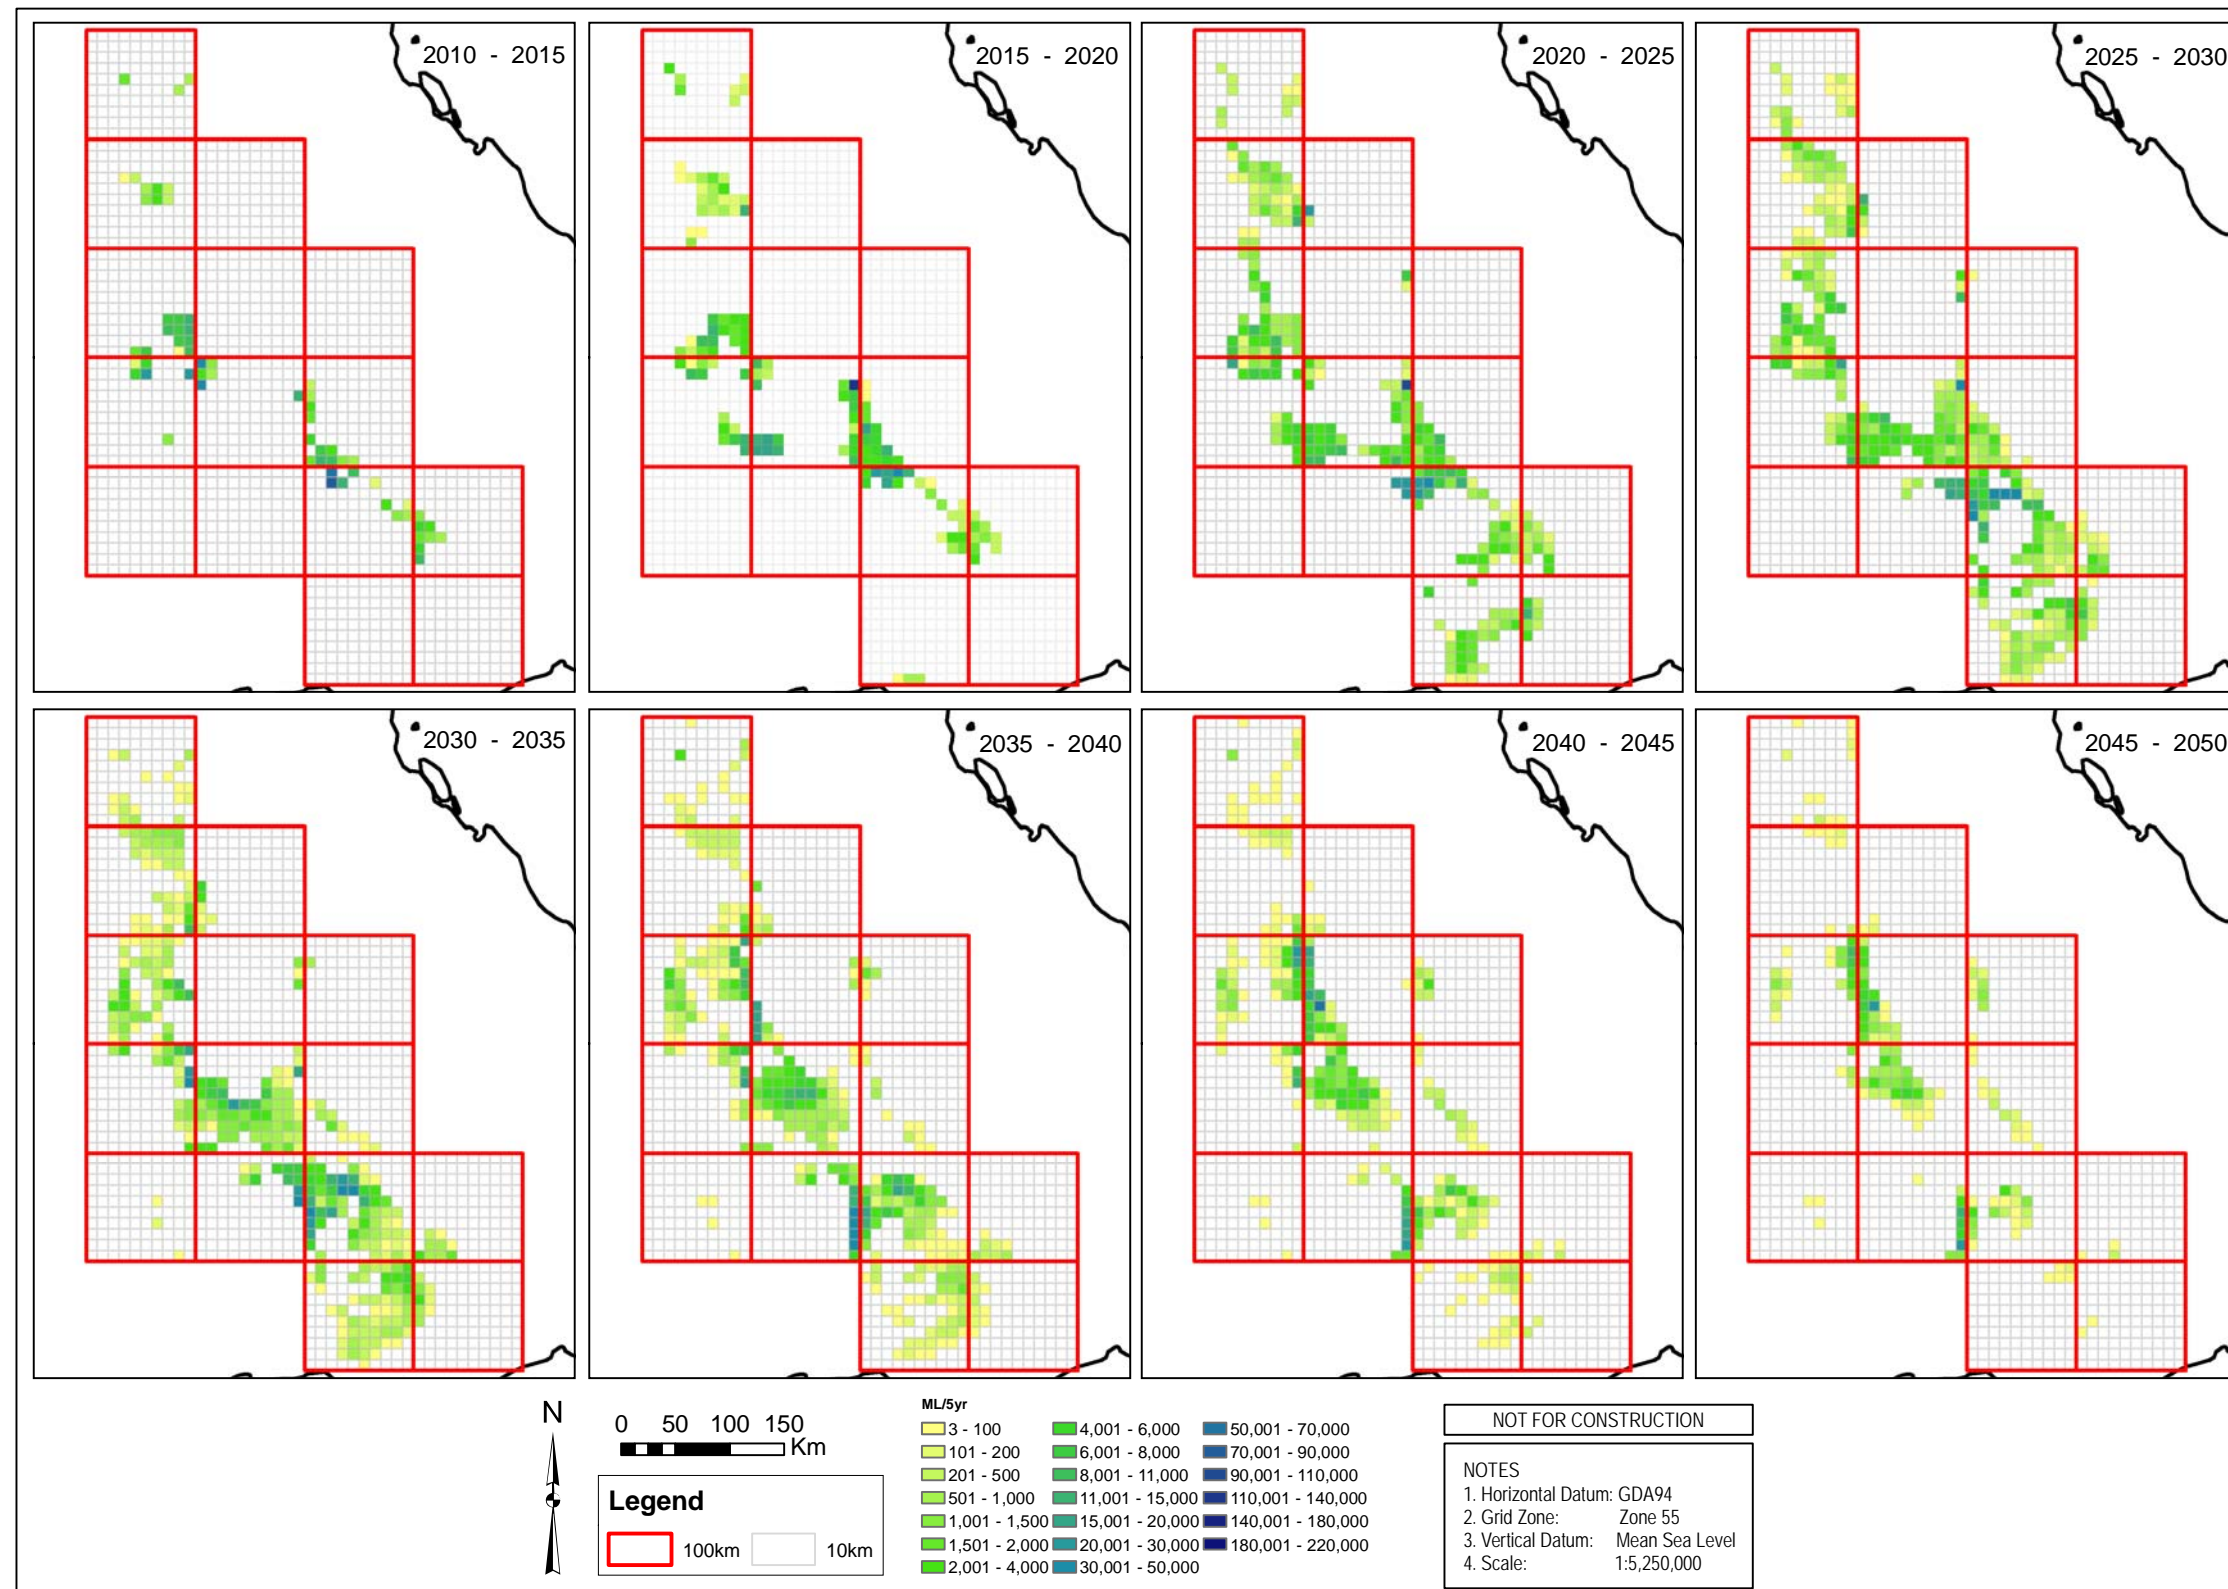 2010 - 2015
2015 - 2020
2020 - 2025
2025 - 2030
2030 - 2035
2035 - 2040
2040 - 2045
2045 - 2050
N
0 50 100 150
Km
Legend
100km 10km
ML/5yr
3 - 100
101 - 200
201 - 500
501 - 1,000
1,001 - 1,500
1,501 - 2,000
2,001 - 4,000
4,001 - 6,000
6,001 - 8,000
8,001 - 11,000
11,001 - 15,000
15,001 - 20,000
20,001 - 30,000
30,001 - 50,000
50,001 - 70,000
70,001 - 90,000
90,001 - 110,000
110,001 - 140,000
140,001 - 180,000
180,001 - 220,000
NOT FOR CONSTRUCTION
NOTES
1. Horizontal Datum: GDA94
2. Grid Zone: Zone 55
3. Vertical Datum: Mean Sea Level
4. Scale: 1:5,250,000